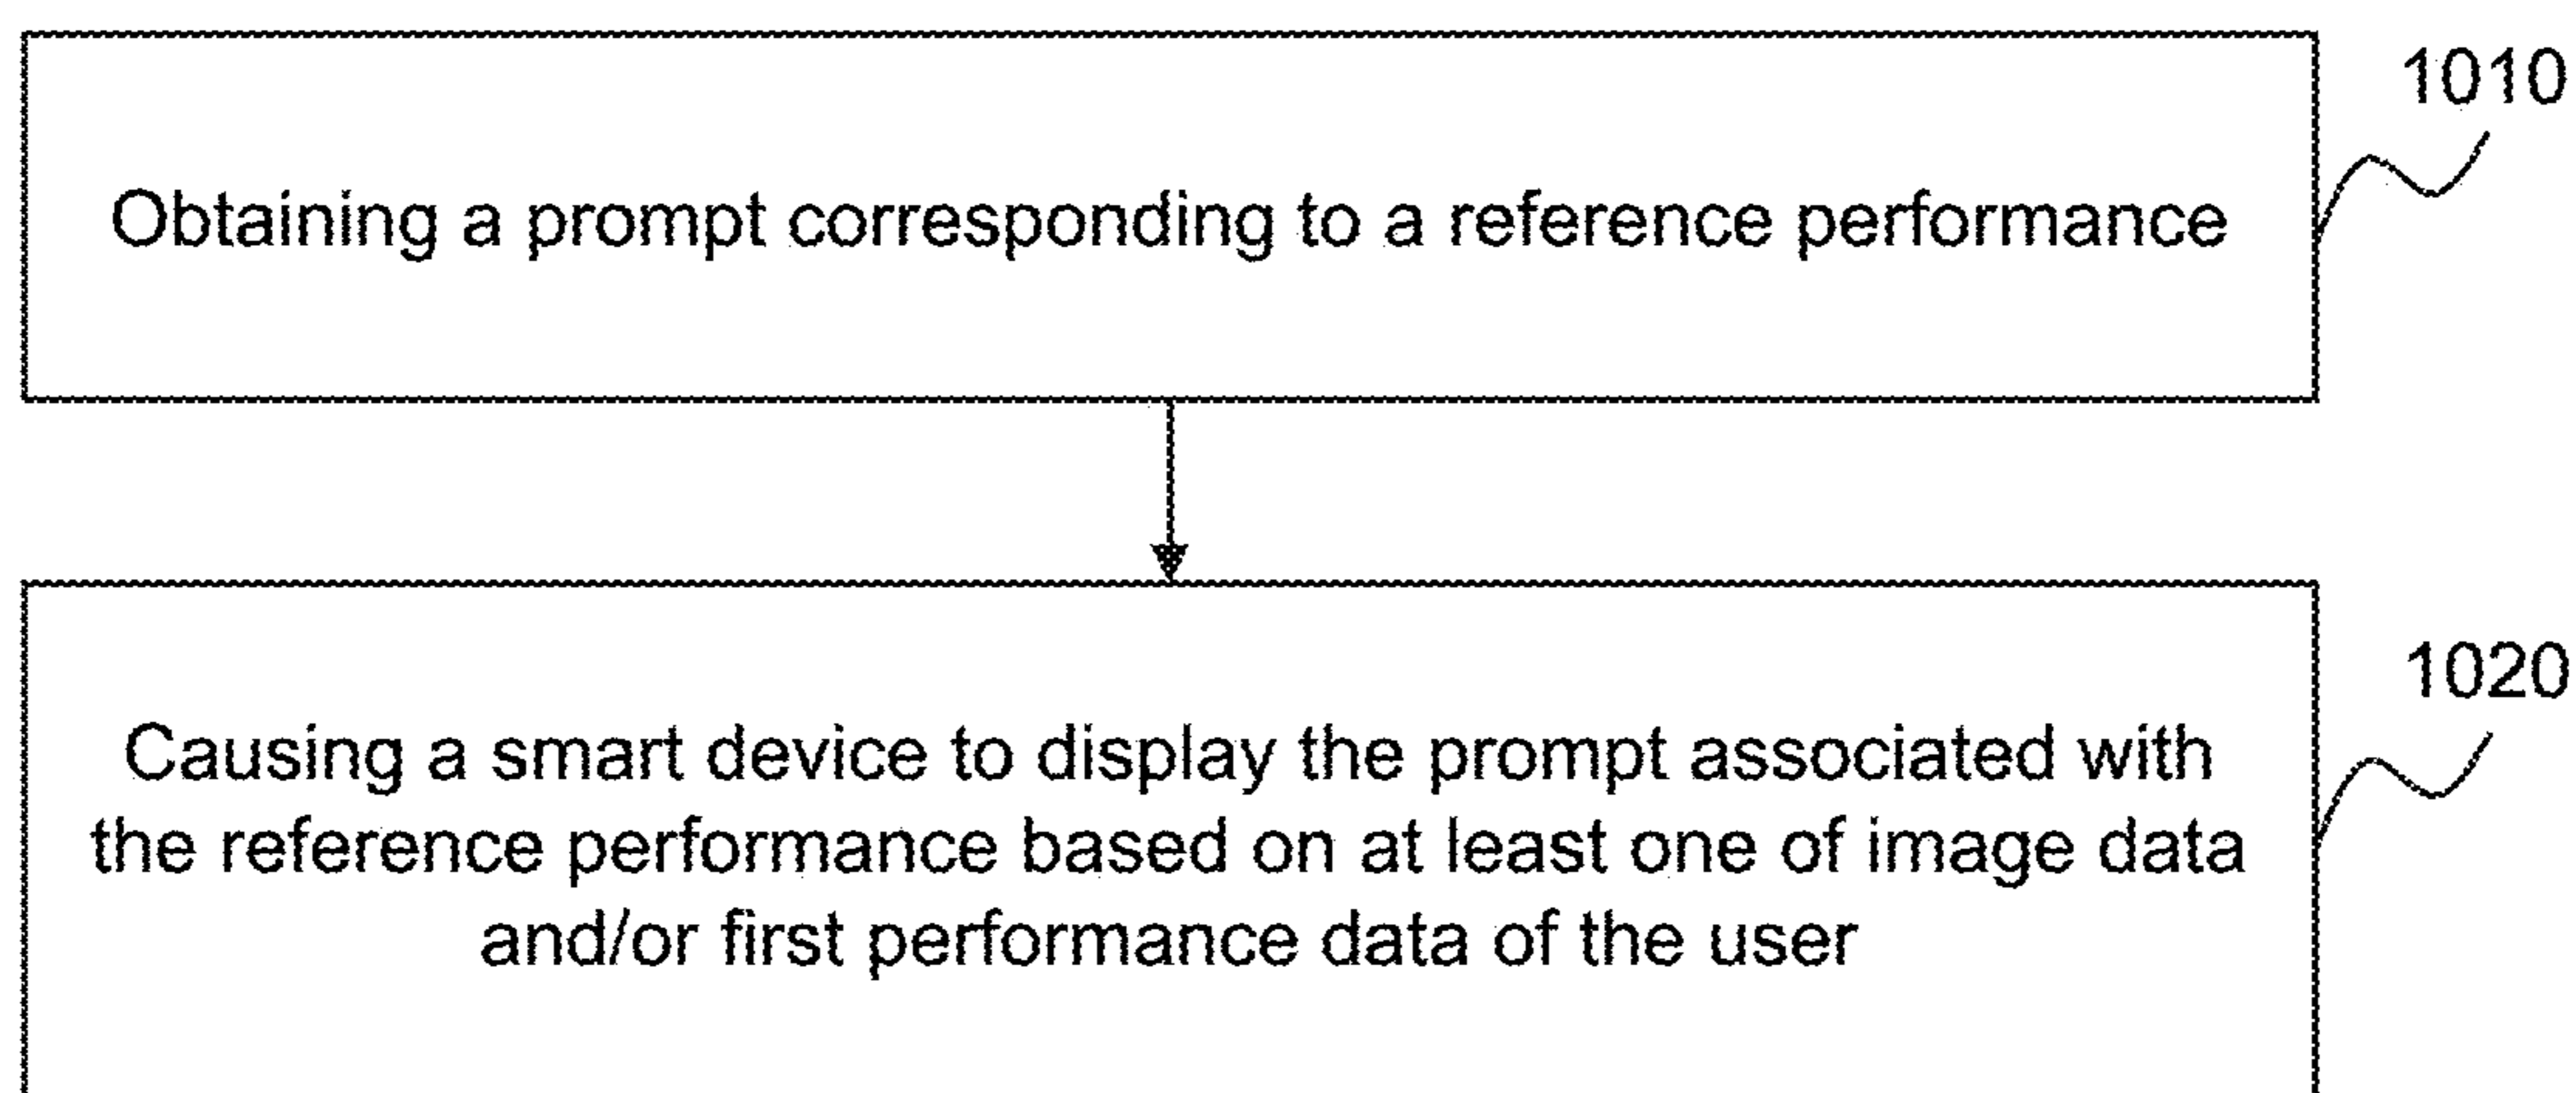 1010
Obtaining a prompt corresponding to a reference performance
1020
Causing a smart device to display the prompt associated with
the reference performance based on at least one of image data
and/or first performance data of the user